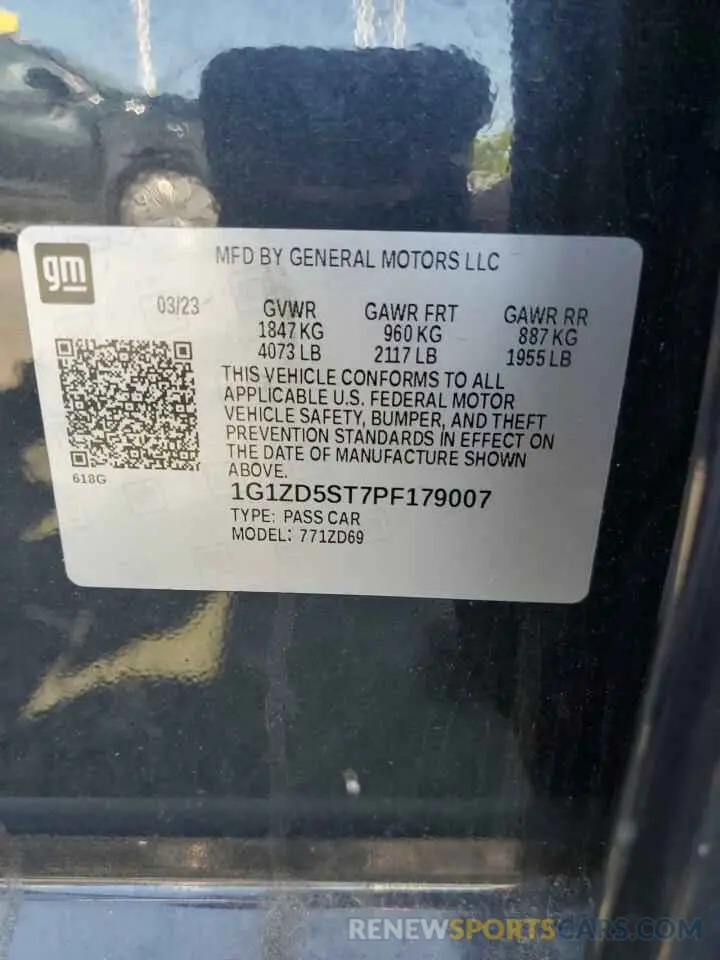 gm
MFD BY GENERAL MOTORS LLC
03/23 GVWR GAWR FRT GAWR RR
1847 KG 960 KG 887 KG
4073 LB 2117 LB 1955 LB
THIS VEHICLE CONFORMS TO ALL
APPLICABLE U.S. FEDERAL MOTOR
VEHICLE SAFETY, BUMPER, AND THEFT
PREVENTION STANDARDS IN EFFECT ON
THE DATE OF MANUFACTURE SHOWN
ABOVE.
618G
1G1ZD5ST7PF179007
TYPE: PASS CAR
MODEL: 771ZD69
RENEWSPORTSCARS.COM